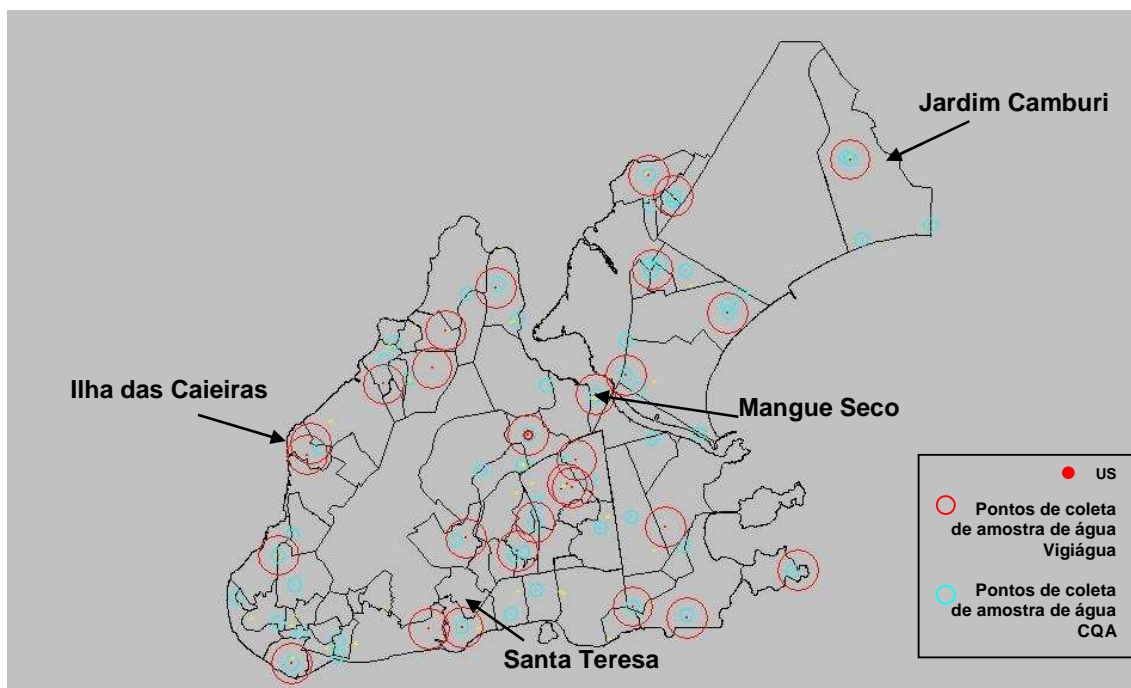 Jardim Camburi
Ilha das Caieiras
Mangue Seco
Santa Teresa
US
Pontos de coleta
de amostra de água
Vigiágua
Pontos de coleta
de amostra de água
CQA